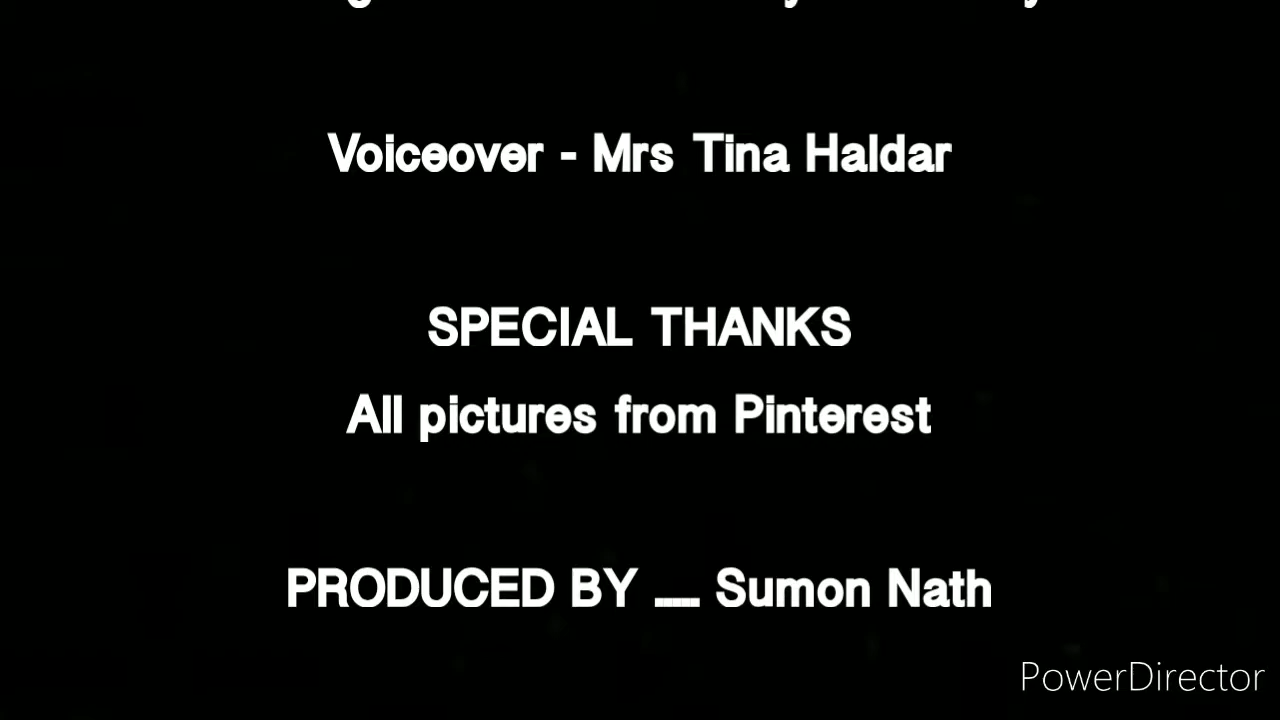 Voiceover - Mrs Tina Haldar
SPECIAL THANKS
All pictures from Pinterest
PRODUCED BY ..... Sumon Nath
PowerDirector